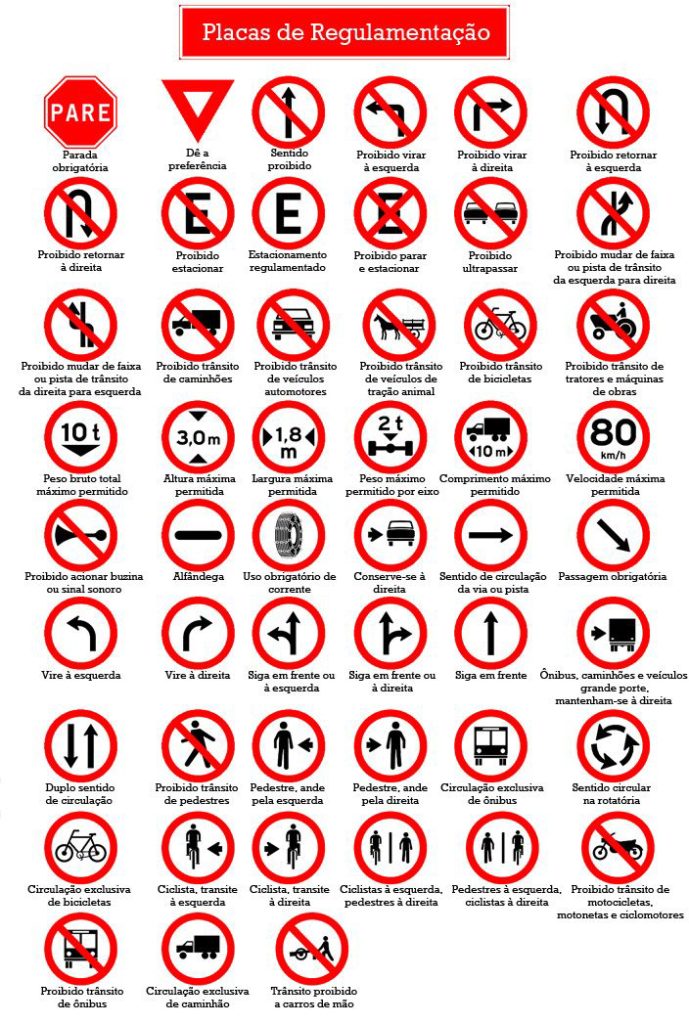 Placas de Regulamentação
PARE
Parada
obrigatória
Dê a
preferência
Sentido
proibido
Proibido virar
à esquerda
Proibido virar
à direita
Proibido retornar
à esquerda
Proibido retornar
à direita
E
Proibido
estacionar
E
Estacionamento
regulamentado
E
Proibido parar
e estacionar
Proibido
ultrapassar
Proibido mudar de faixa
ou pista de trânsito
da esquerda para direita
Proibido mudar de faixa
ou pista de trânsito
da direita para esquerda
Proibido trânsito
de caminhões
Proibido trânsito
de veículos
automotores
Proibido trânsito
de veículos de
tração animal
Proibido trânsito
de bicicletas
Proibido trânsito de
tratores e máquinas
de obras
10 t
Peso bruto total
máximo permitido
3,0 m
Altura máxima
permitida
1,8
m
Largura máxima
permitida
2 t
Peso máximo
permitido por eixo
10 m
Comprimento máximo
permitido
80
km/h
Velocidade máxima
permitida
Proibido acionar buzina
ou sinal sonoro
Alfândega
Uso obrigatório de
corrente
Conserve-se à
direita
Sentido de circulação
da via ou pista
Passagem obrigatória
Vire à esquerda
Vire à direita
Siga em frente ou
à esquerda
Siga em frente ou
à direita
Siga em frente
Ônibus, caminhões e veículos
grande porte,
mantenham-se à direita
Duplo sentido
de circulação
Proibido trânsito
de pedestres
Pedestre, ande
pela esquerda
Pedestre, ande
pela direita
Circulação exclusiva
de ônibus
Sentido circular
na rotatória
Circulação exclusiva
de bicicletas
Ciclista, transite
à esquerda
Ciclista, transite
à direita
Ciclistas à esquerda,
pedestres à direita
Pedestres à esquerda,
ciclistas à direita
Proibido trânsito de
motocicletas,
motonetas e ciclomotores
Proibido trânsito
de ônibus
Circulação exclusiva
de caminhão
Trânsito proibido
a carros de mão